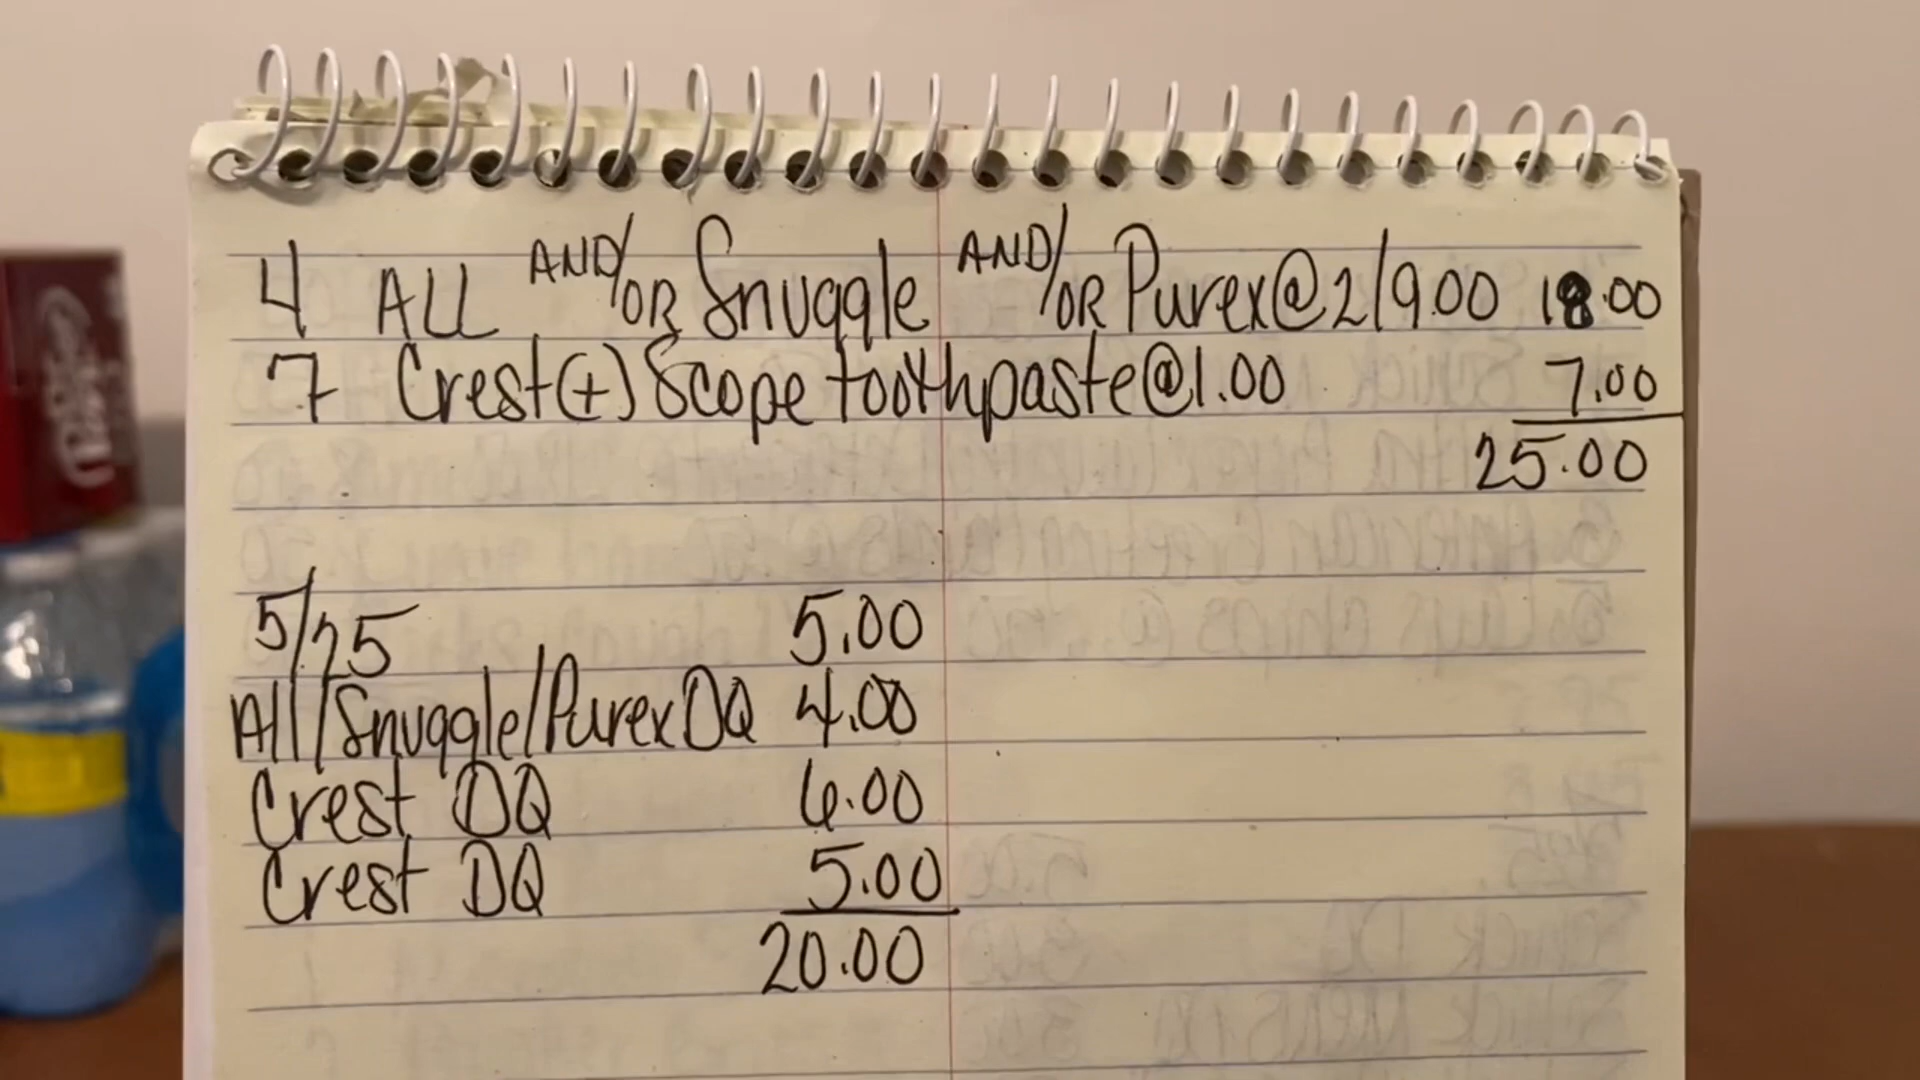 4 ALL AND/OR Snuggle AND/OR Purex@2/9.00 18.00
7 Crest(+)Scope toothpaste@1.00 7.00
25.00
5/25 5.00
All/Snuggle/Purex DQ 4.00
Crest DQ 6.00
Crest DQ 5.00
20.00